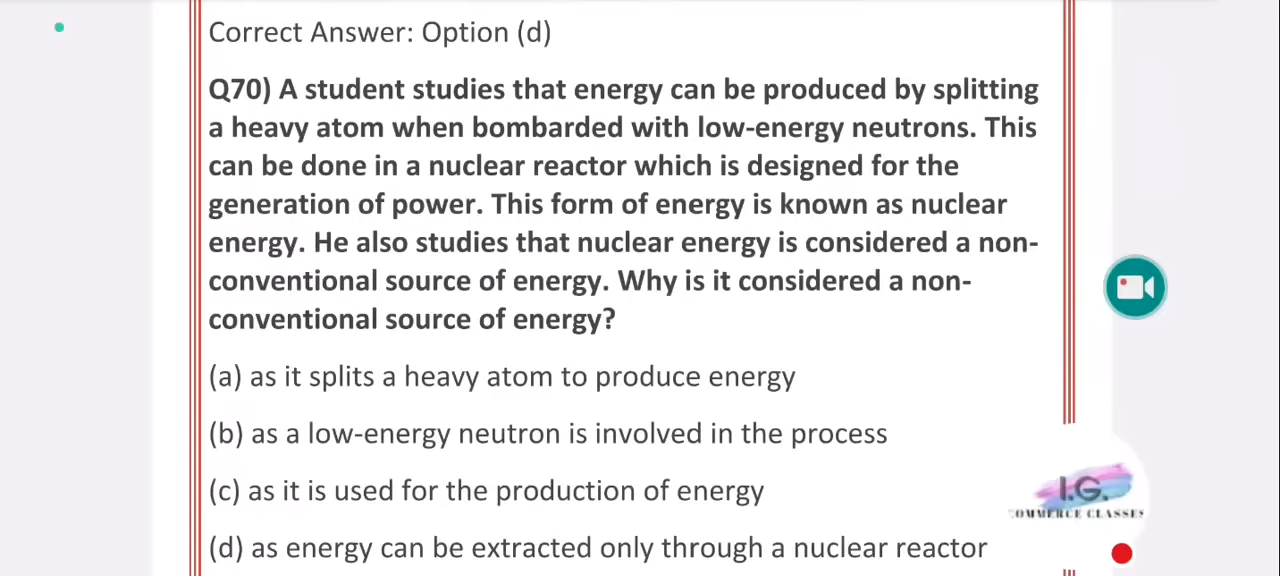 Correct Answer: Option (d)
Q70) A student studies that energy can be produced by splitting
a heavy atom when bombarded with low-energy neutrons. This
can be done in a nuclear reactor which is designed for the
generation of power. This form of energy is known as nuclear
energy. He also studies that nuclear energy is considered a non-
conventional source of energy. Why is it considered a non-
conventional source of energy?
(a) as it splits a heavy atom to produce energy
(b) as a low-energy neutron is involved in the process
(c) as it is used for the production of energy
I.G.
COMMERCE CLASSES
(d) as energy can be extracted only through a nuclear reactor